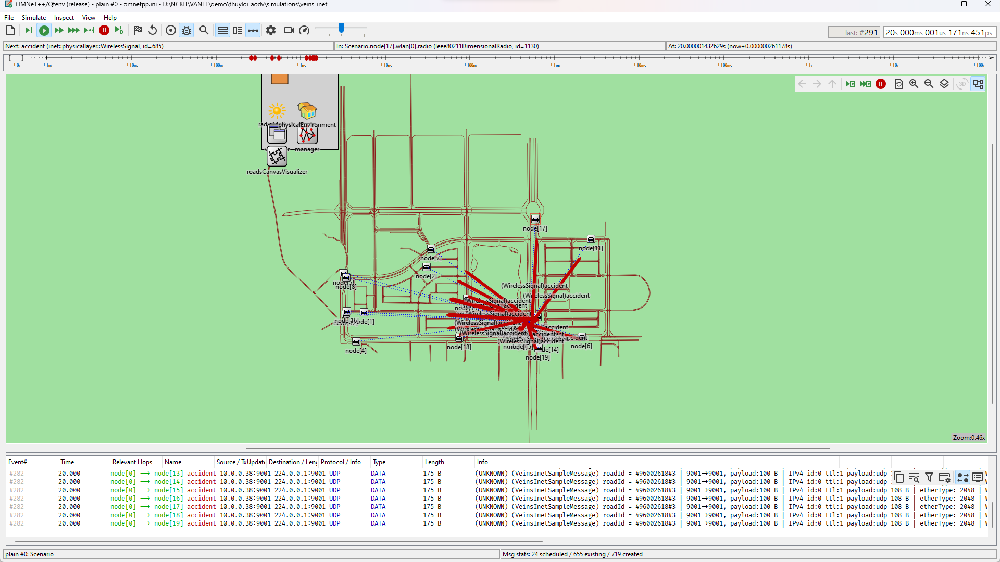 OMNeT++/Qtenv (release) - plain #0 - omnetpp.ini - D:\NCKH\VANET\demo\thuyloi_aodv\simulations\veins_inet
File Simulate Inspect View Help
last: #291 20s 000ms 001us 171ns 451ps
Next: accident (inet::physicallayer::WirelessSignal, id=685) In: Scenario.node[17].wlan[0].radio (Ieee80211DimensionalRadio, id=1130) At: 20.000001432629s (now+0.000000261178s)
+0s +1ns +10ns +100ns +1us +10us +100us +1ms +10ms +100ms +1s +10s +100s
3D
physicalEnvironment
manager
roadsCanvasVisualizer
node[17]
node[11]
node[7]
node[2]
node[8]
(WirelessSignal)accident
(WirelessSignal)accident
(WirelessSignal)accident
(WirelessSignal)accident
(WirelessSignal)accident
node[16]
(WirelessSignal)accident
(WirelessSignal)accident
node[4]
node[18]
node[6]
node[19]
Zoom:0.46x
Event# Time Relevant Hops Name Source / TxUpdat Destination / Len Protocol / Info Type Length Info
#282 20.000 node[0] --> node[13] accident 10.0.0.38:9001 224.0.0.1:9001 UDP DATA 175 B (UNKNOWN) (VeinsInetSampleMessage) roadId = 496002618#3 | 9001->9001, payload:100 B | IPv4 id:0 ttl:1 payload:udp
#282 20.000 node[0] --> node[14] accident 10.0.0.38:9001 224.0.0.1:9001 UDP DATA 175 B (UNKNOWN) (VeinsInetSampleMessage) roadId = 496002618#3 | 9001->9001, payload:100 B | IPv4 id:0 ttl:1 payload:udp
#282 20.000 node[0] --> node[15] accident 10.0.0.38:9001 224.0.0.1:9001 UDP DATA 175 B (UNKNOWN) (VeinsInetSampleMessage) roadId = 496002618#3 | 9001->9001, payload:100 B | IPv4 id:0 ttl:1 payload:udp 108 B | etherType: 2048 |
#282 20.000 node[0] --> node[16] accident 10.0.0.38:9001 224.0.0.1:9001 UDP DATA 175 B (UNKNOWN) (VeinsInetSampleMessage) roadId = 496002618#3 | 9001->9001, payload:100 B | IPv4 id:0 ttl:1 payload:udp 108 B | etherType: 2048 |
#282 20.000 node[0] --> node[17] accident 10.0.0.38:9001 224.0.0.1:9001 UDP DATA 175 B (UNKNOWN) (VeinsInetSampleMessage) roadId = 496002618#3 | 9001->9001, payload:100 B | IPv4 id:0 ttl:1 payload:udp 108 B | etherType: 2048 |
#282 20.000 node[0] --> node[18] accident 10.0.0.38:9001 224.0.0.1:9001 UDP DATA 175 B (UNKNOWN) (VeinsInetSampleMessage) roadId = 496002618#3 | 9001->9001, payload:100 B | IPv4 id:0 ttl:1 payload:udp 108 B | etherType: 2048 |
#282 20.000 node[0] --> node[19] accident 10.0.0.38:9001 224.0.0.1:9001 UDP DATA 175 B (UNKNOWN) (VeinsInetSampleMessage) roadId = 496002618#3 | 9001->9001, payload:100 B | IPv4 id:0 ttl:1 payload:udp 108 B | etherType: 2048 |
plain #0: Scenario Msg stats: 24 scheduled / 655 existing / 719 created